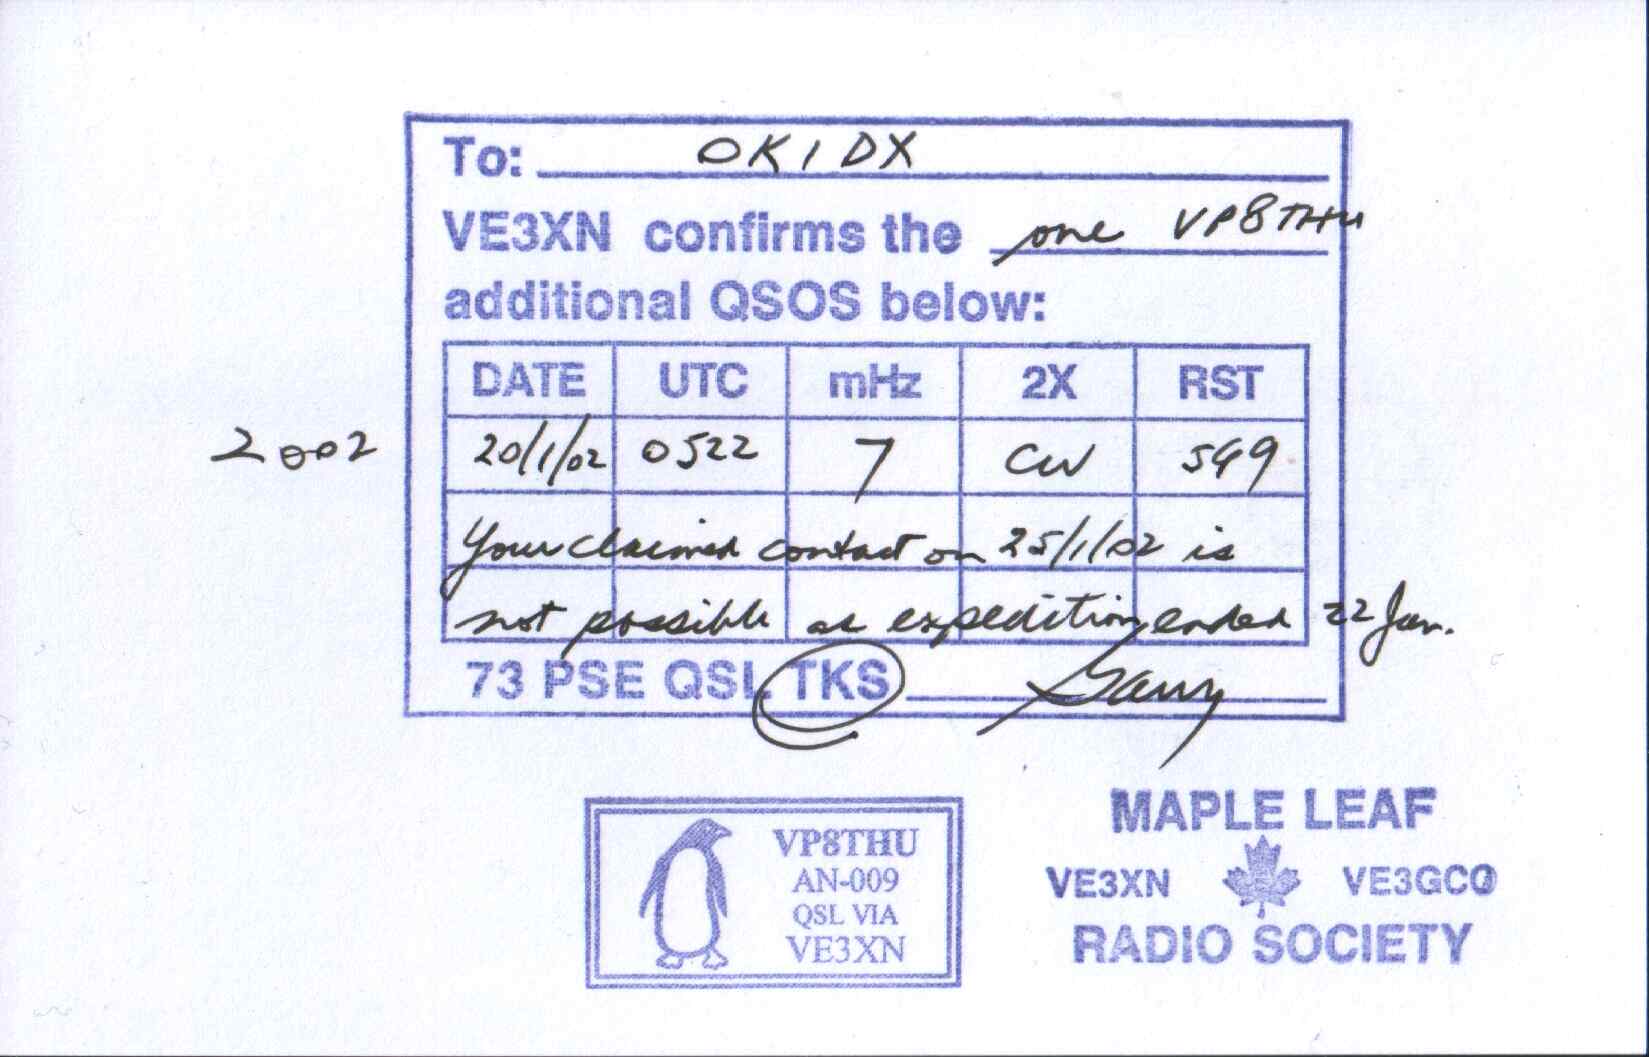 To: OK1DX
VE3XN confirms the one VP8THU
additional QSOS below:
DATE UTC mHz 2X RST
2002 20/1/02 0522 7 CW 599
Your claimed contact on 25/1/02 is
not possible as expedition ended 22 Jan.
73 PSE QSL TKS Garry
VP8THU
AN-009
QSL VIA
VE3XN
MAPLE LEAF
VE3XN VE3GCO
RADIO SOCIETY